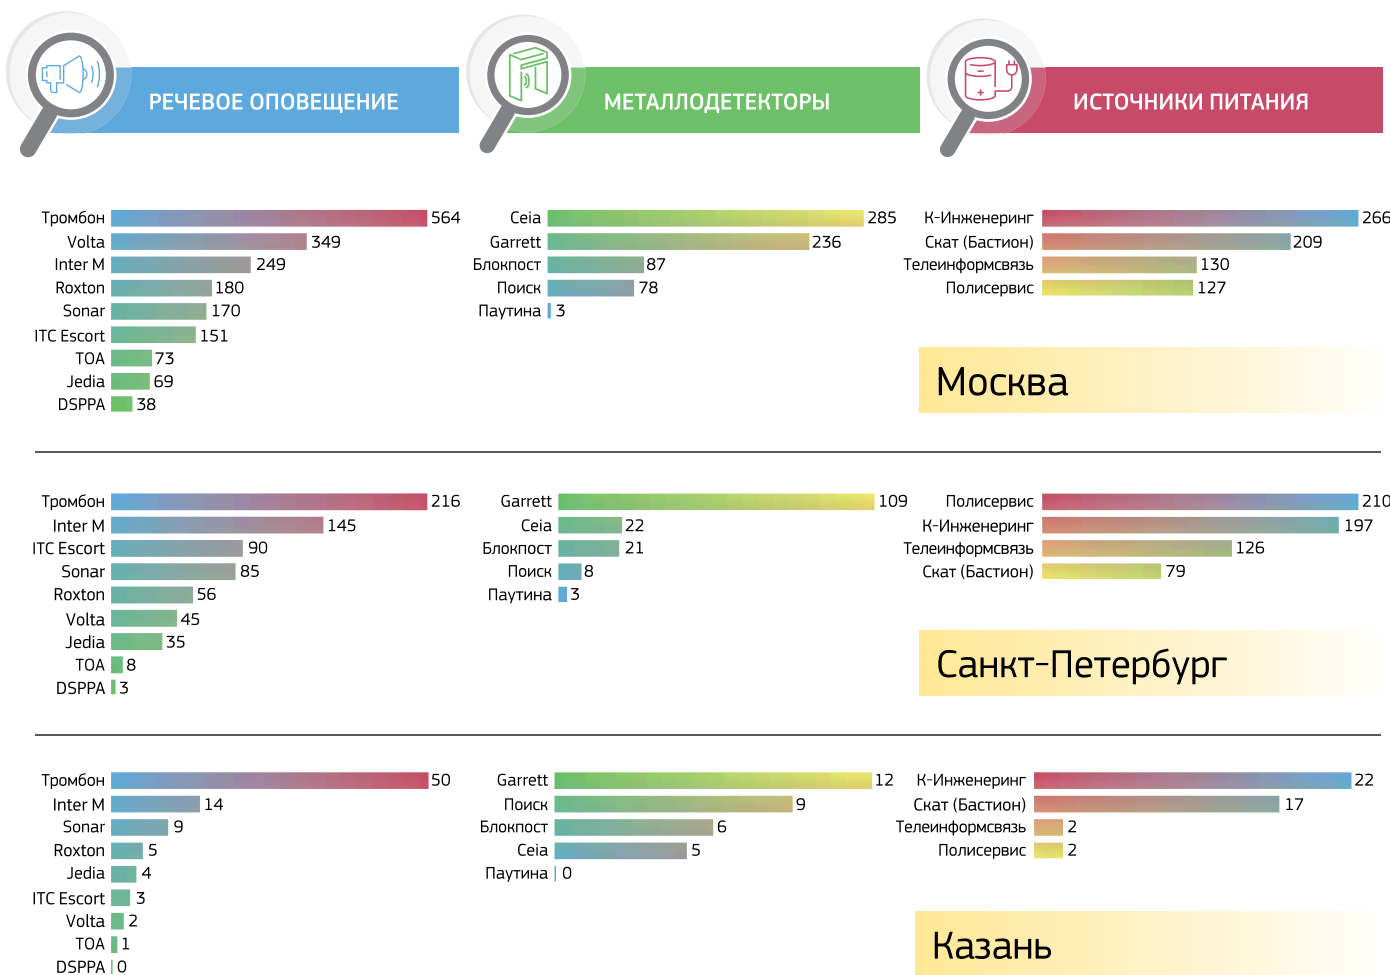 РЕЧЕВОЕ ОПОВЕЩЕНИЕ
МЕТАЛЛОДЕТЕКТОРЫ
ИСТОЧНИКИ ПИТАНИЯ
Тромбон 564
Volta 349
Inter M 249
Roxton 180
Sonar 170
ITC Escort 151
TOA 73
Jedia 69
DSPPA 38
Ceia 285
Garrett 236
Блокпост 87
Поиск 78
Паутина 3
К-Инженеринг 266
Скат (Бастион) 209
Телеинформсвязь 130
Полисервис 127
Москва
Тромбон 216
Inter M 145
ITC Escort 90
Sonar 85
Roxton 56
Volta 45
Jedia 35
TOA 8
DSPPA 3
Garrett 109
Ceia 22
Блокпост 21
Поиск 8
Паутина 3
Полисервис 210
К-Инженеринг 197
Телеинформсвязь 126
Скат (Бастион) 79
Санкт-Петербург
Тромбон 50
Inter M 14
Sonar 9
Roxton 5
Jedia 4
ITC Escort 3
Volta 2
TOA 1
DSPPA 0
Garrett 12
Поиск 9
Блокпост 6
Ceia 5
Паутина 0
К-Инженеринг 22
Скат (Бастион) 17
Телеинформсвязь 2
Полисервис 2
Казань